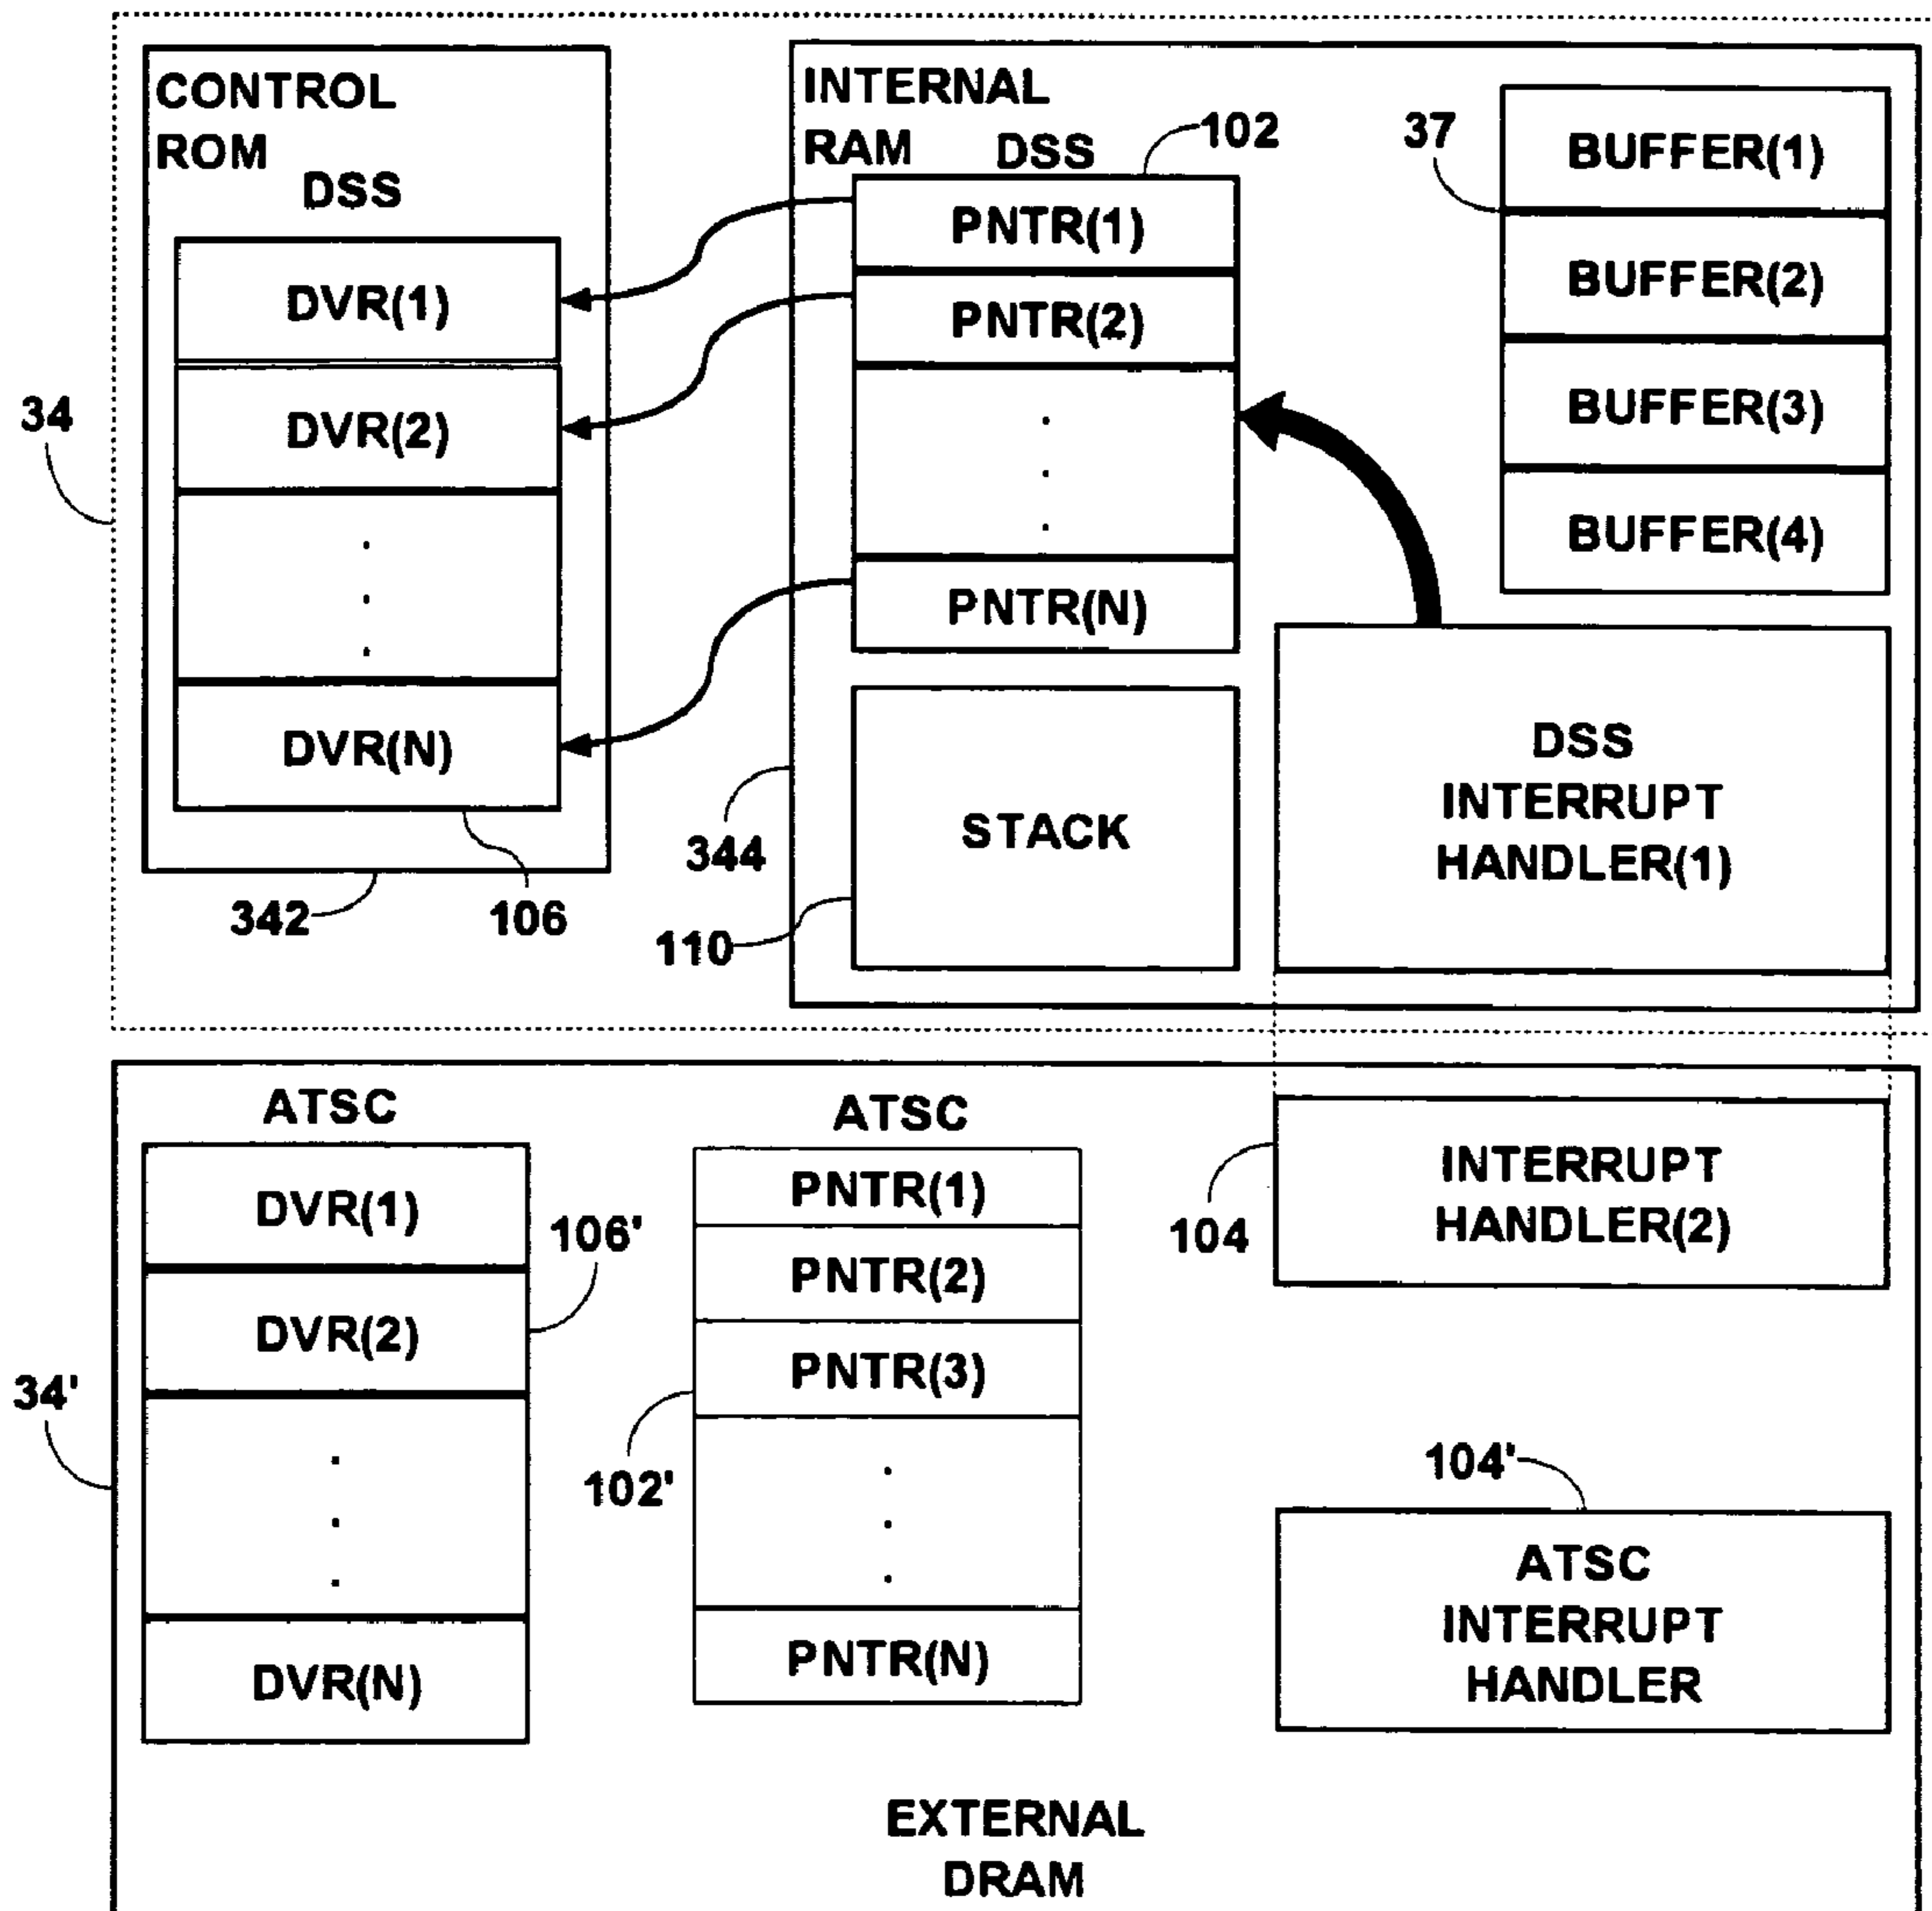 CONTROL
ROM
DSS
DVR(1)
DVR(2)
.
.
.
DVR(N)
34
342
106
INTERNAL
RAM
DSS
102
PNTR(1)
PNTR(2)
.
.
.
PNTR(N)
STACK
344
110
37
BUFFER(1)
BUFFER(2)
BUFFER(3)
BUFFER(4)
DSS
INTERRUPT
HANDLER(1)
ATSC
DVR(1)
DVR(2)
.
.
.
DVR(N)
106'
34'
ATSC
PNTR(1)
PNTR(2)
PNTR(3)
.
.
.
PNTR(N)
102'
104
INTERRUPT
HANDLER(2)
104'
ATSC
INTERRUPT
HANDLER
EXTERNAL
DRAM